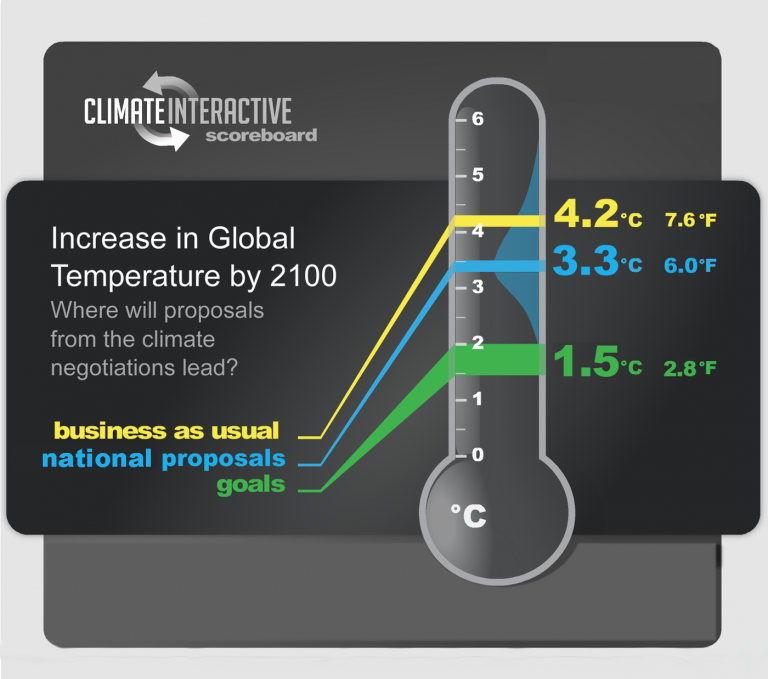 CLIMATE INTERACTIVE
scoreboard
Increase in Global
Temperature by 2100
Where will proposals
from the climate
negotiations lead?
business as usual
national proposals
goals
6
5
4
3
2
1
0
°C
4.2°C 7.6°F
3.3°C 6.0°F
1.5°C 2.8°F